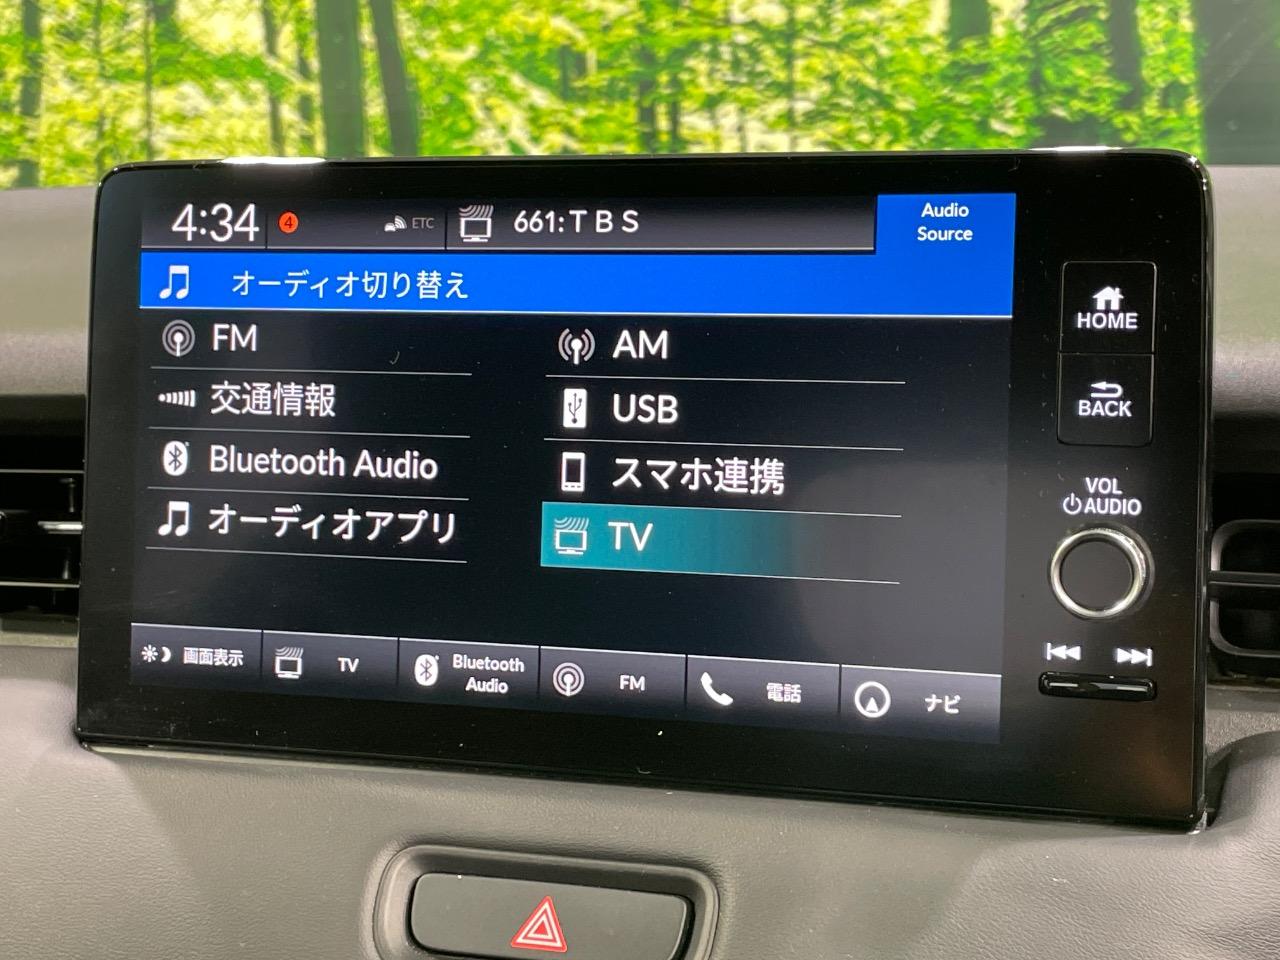 4:34
4
ETC
661:TBS
Audio
Source
オーディオ切り替え
FM
AM
交通情報
USB
Bluetooth Audio
スマホ連携
オーディオアプリ
TV
画面表示
TV
Bluetooth
Audio
FM
電話
ナビ
HOME
BACK
VOL
AUDIO